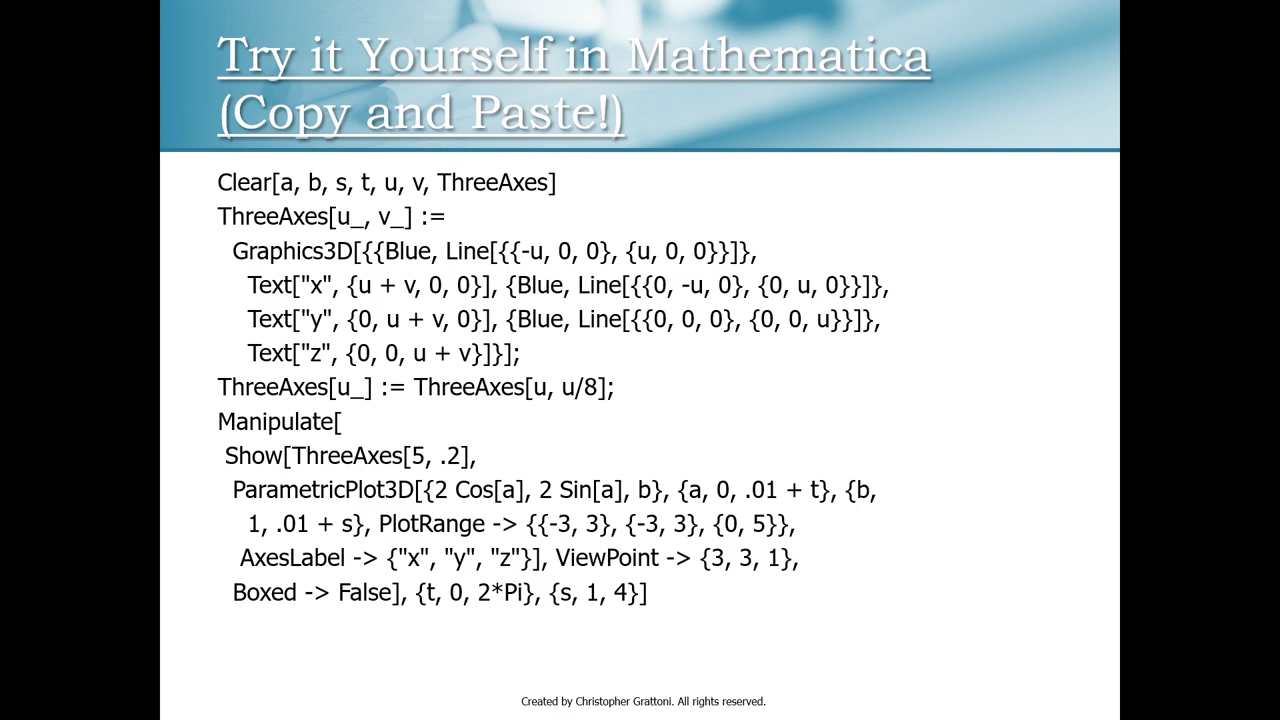 Try it Yourself in Mathematica
(Copy and Paste!)
Clear[a, b, s, t, u, v, ThreeAxes]
ThreeAxes[u_, v_] :=
Graphics3D[{{Blue, Line[{{-u, 0, 0}, {u, 0, 0}}]},
Text["x", {u + v, 0, 0}], {Blue, Line[{{0, -u, 0}, {0, u, 0}}]},
Text["y", {0, u + v, 0}], {Blue, Line[{{0, 0, 0}, {0, 0, u}}]},
Text["z", {0, 0, u + v}]}];
ThreeAxes[u_] := ThreeAxes[u, u/8];
Manipulate[
Show[ThreeAxes[5, .2],
ParametricPlot3D[{2 Cos[a], 2 Sin[a], b}, {a, 0, .01 + t}, {b,
1, .01 + s}, PlotRange -> {{-3, 3}, {-3, 3}, {0, 5}},
AxesLabel -> {"x", "y", "z"}], ViewPoint -> {3, 3, 1},
Boxed -> False], {t, 0, 2*Pi}, {s, 1, 4}]
Created by Christopher Grattoni. All rights reserved.